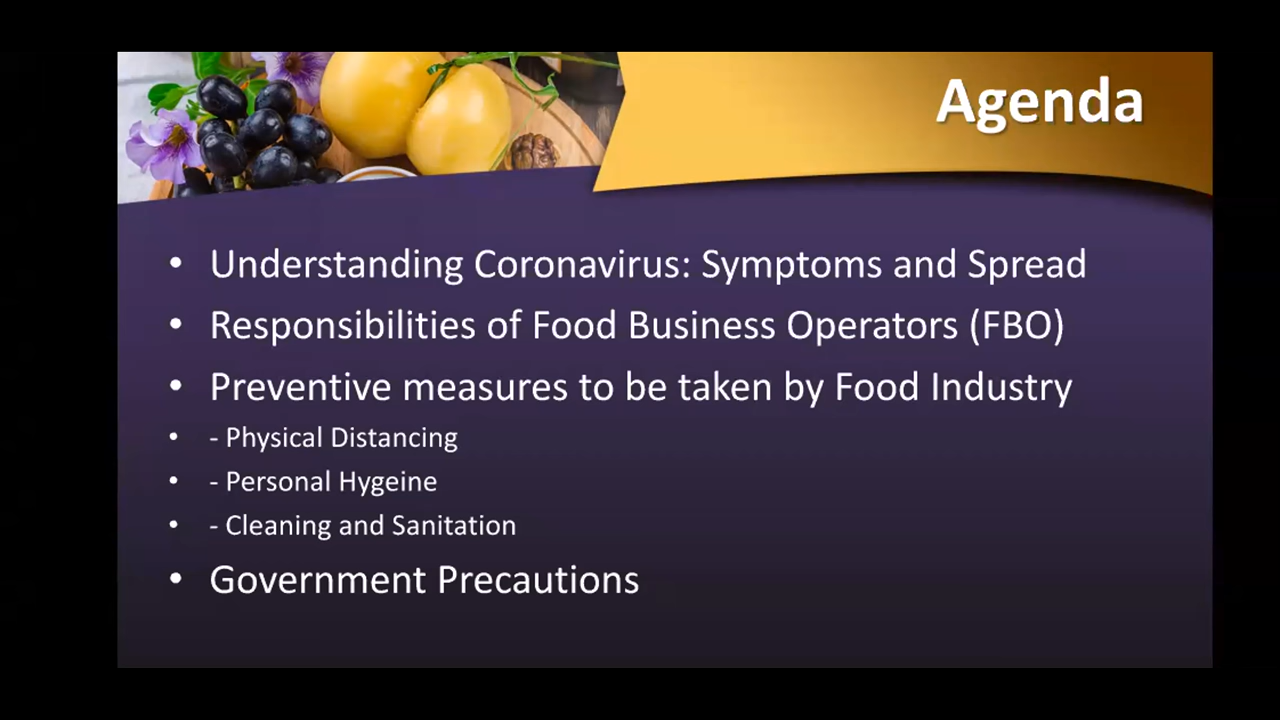 Agenda
• Understanding Coronavirus: Symptoms and Spread
• Responsibilities of Food Business Operators (FBO)
• Preventive measures to be taken by Food Industry
• - Physical Distancing
• - Personal Hygeine
• - Cleaning and Sanitation
• Government Precautions